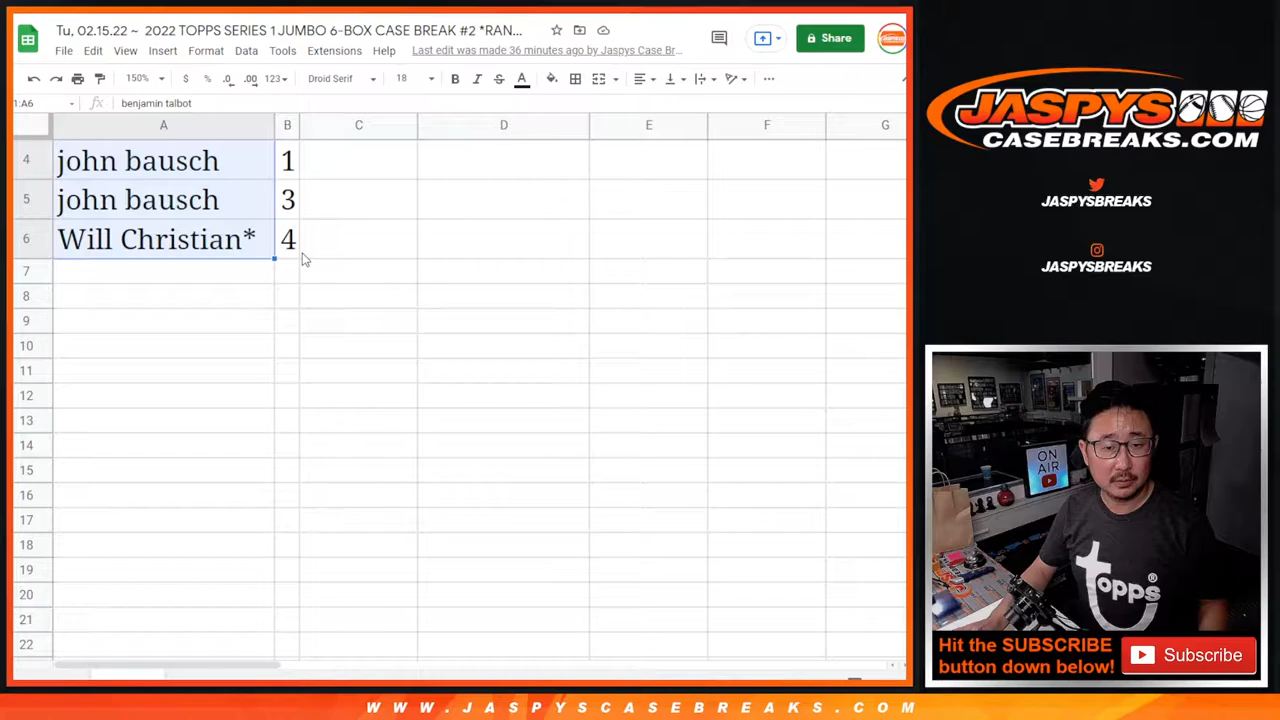 Tu, 02.15.22 ~ 2022 TOPPS SERIES 1 JUMBO 6-BOX CASE BREAK #2 *RAN...
Share
File Edit View Insert Format Data Tools Extensions Help Last edit was made 36 minutes ago by Jaspys Case Br...
150% $ % .0 .00 123 Droid Serif 18 B I S A
1:A6 fx benjamin talbot
A B C D E F G
4 john bausch 1
5 john bausch 3
6 Will Christian* 4
7
8
9
10
11
12
13
14
15
16
17
18
19
20
21
22
JASPYS
CASEBREAKS.COM
JASPYSBREAKS
JASPYSBREAKS
ON
AIR
topps®
Hit the SUBSCRIBE
button down below!
Subscribe
WWW.JASPYSCASEBREAKS.COM